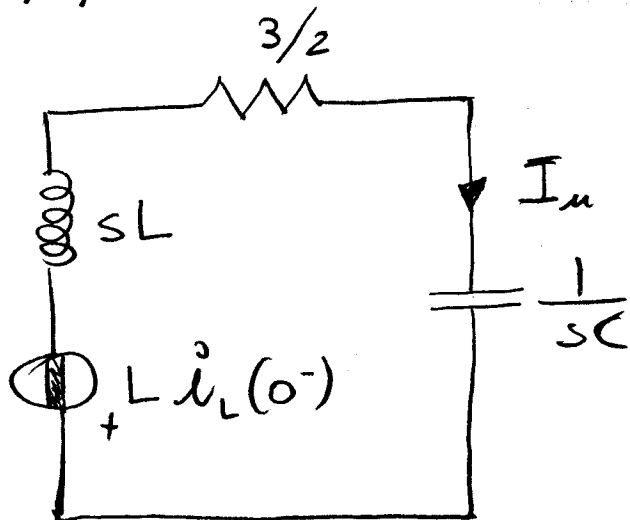 3/2
I_u
sL
1/sC
+ L i_L(0⁻)